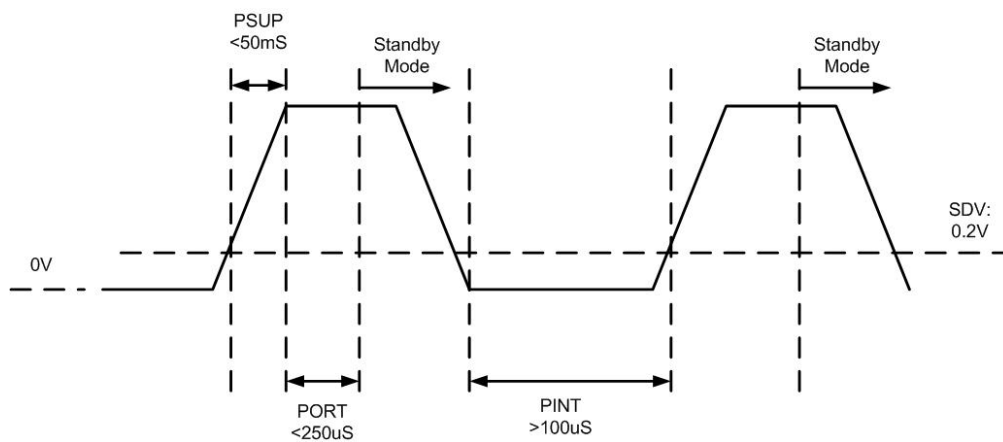 PSUP
<50mS
Standby
Mode
Standby
Mode
SDV:
0.2V
0V
PORT
<250uS
PINT
>100uS